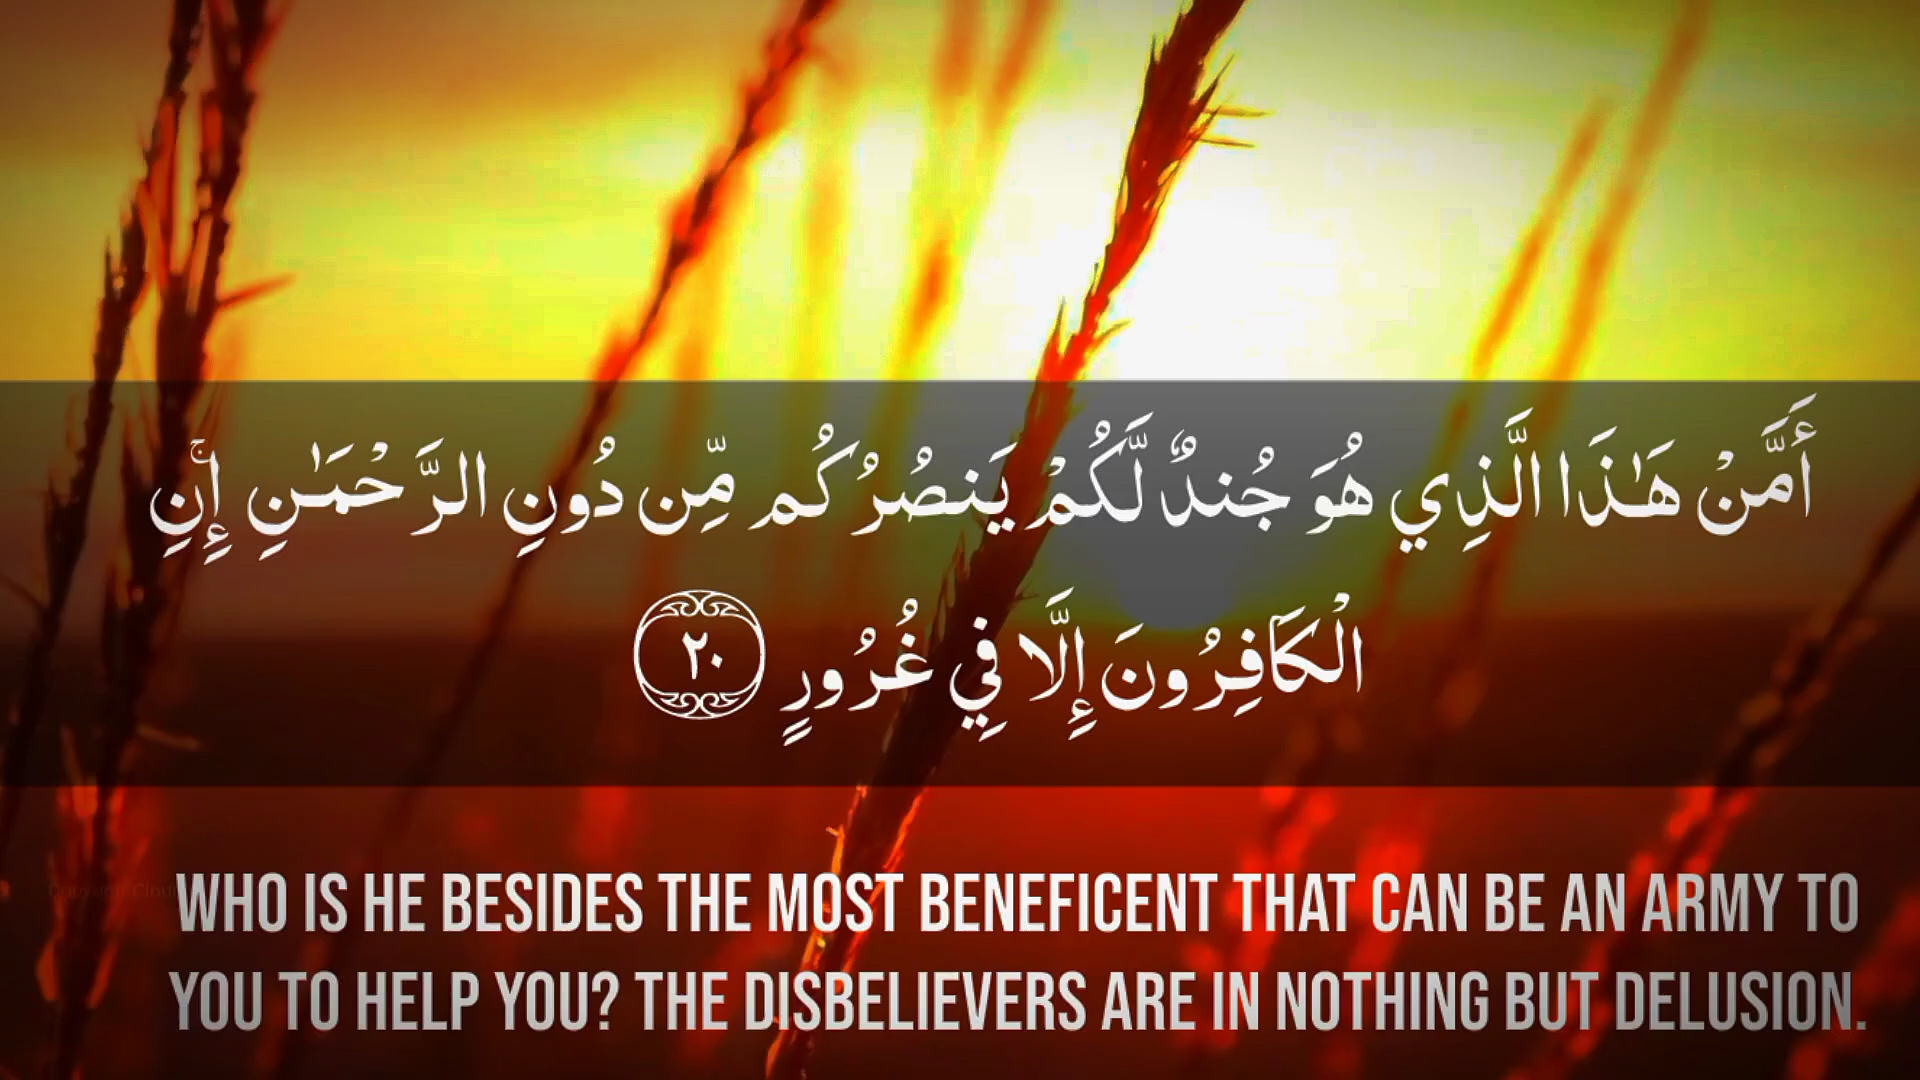 أَمَّنْ هَـٰذَا الَّذِي هُوَ جُندٌ لَّكُمْ يَنصُرُكُم مِّن دُونِ الرَّحْمَـٰنِ ۚ إِنِ
الْكَافِرُونَ إِلَّا فِي غُرُورٍ ٢٠
WHO IS HE BESIDES THE MOST BENEFICENT THAT CAN BE AN ARMY TO
YOU TO HELP YOU? THE DISBELIEVERS ARE IN NOTHING BUT DELUSION.